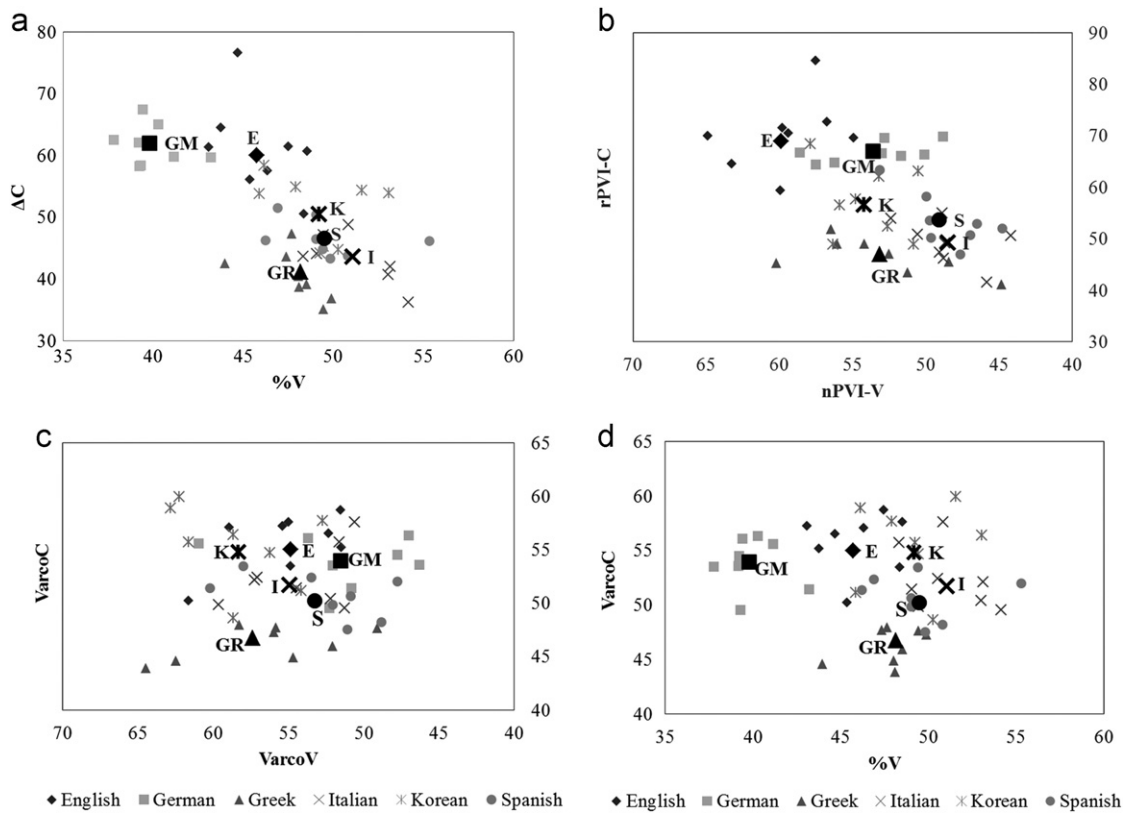 a
80
70
60
50
40
30
ΔC
GM
E
K
S
I
GR
35 40 45 50 55 60
%V
b
90
80
70
60
50
40
30
rPVI-C
E
GM
K
S
I
GR
70 65 60 55 50 45 40
nPVI-V
c
65
60
55
50
45
40
VarcoC
K
E
GM
I
S
GR
70 60 55 50 45 40
VarcoV
d
65
60
55
50
45
40
VarcoC
GM
E
K
I
S
GR
35 40 45 50 55 60
%V
English German Greek Italian Korean Spanish
English German Greek Italian Korean Spanish